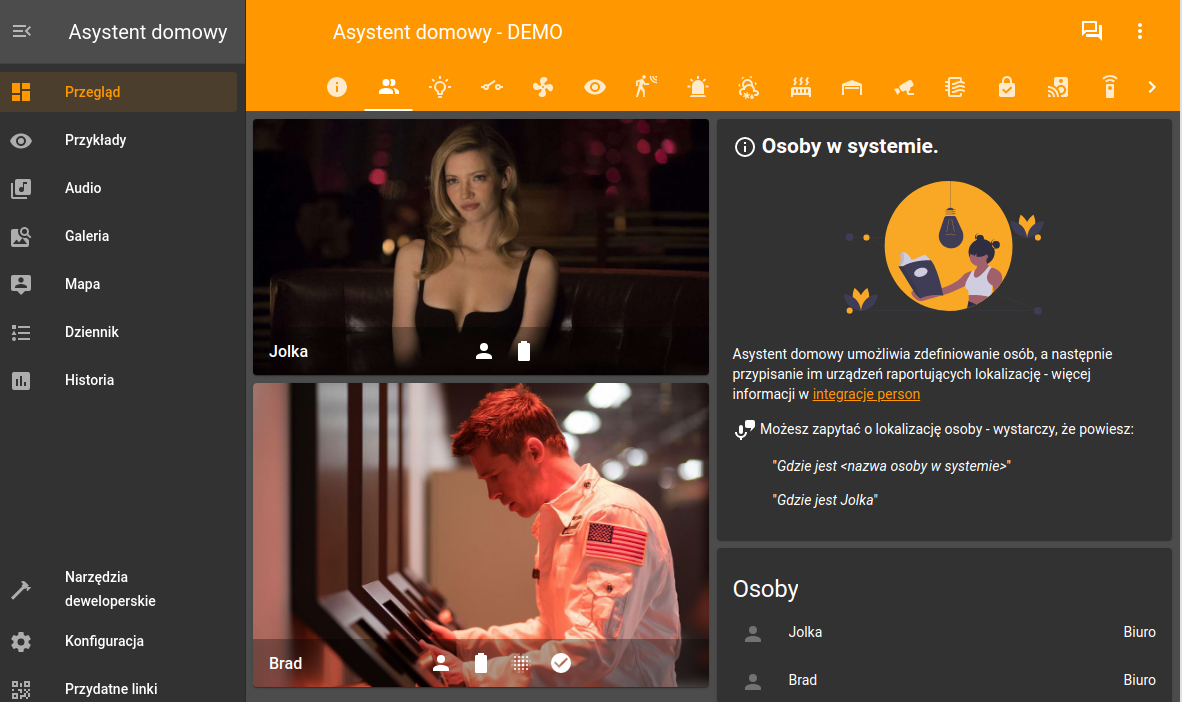 Asystent domowy
Przegląd
Przykłady
Audio
Galeria
Mapa
Dziennik
Historia
Narzędzia
deweloperskie
Konfiguracja
Przydatne linki
Asystent domowy - DEMO
Jolka
Brad
Osoby w systemie.
Asystent domowy umożliwia zdefiniowanie osób, a następnie
przypisanie im urządzeń raportujących lokalizację - więcej
informacji w integracje person
Możesz zapytać o lokalizację osoby - wystarczy, że powiesz:
"Gdzie jest <nazwa osoby w systemie>"
"Gdzie jest Jolka"
Osoby
Jolka Biuro
Brad Biuro